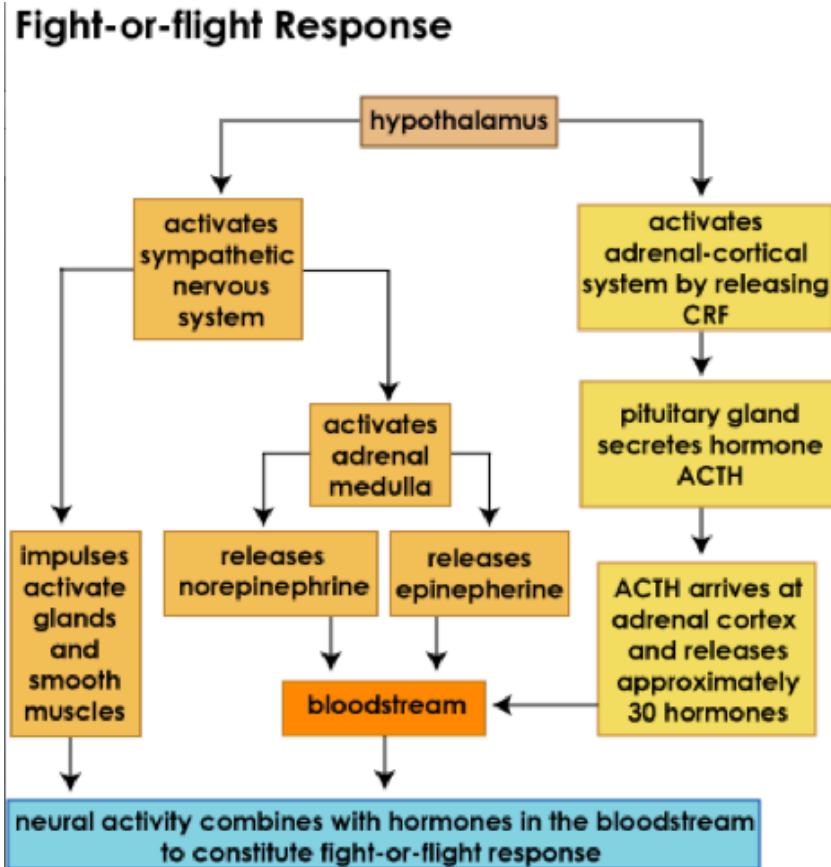 Fight-or-flight Response
hypothalamus
activates
sympathetic
nervous
system
activates
adrenal-cortical
system by releasing
CRF
activates
adrenal
medulla
pituitary gland
secretes hormone
ACTH
impulses
activate
glands
and
smooth
muscles
releases
norepinephrine
releases
epinepherine
ACTH arrives at
adrenal cortex
and releases
approximately
30 hormones
bloodstream
neural activity combines with hormones in the bloodstream
to constitute fight-or-flight response